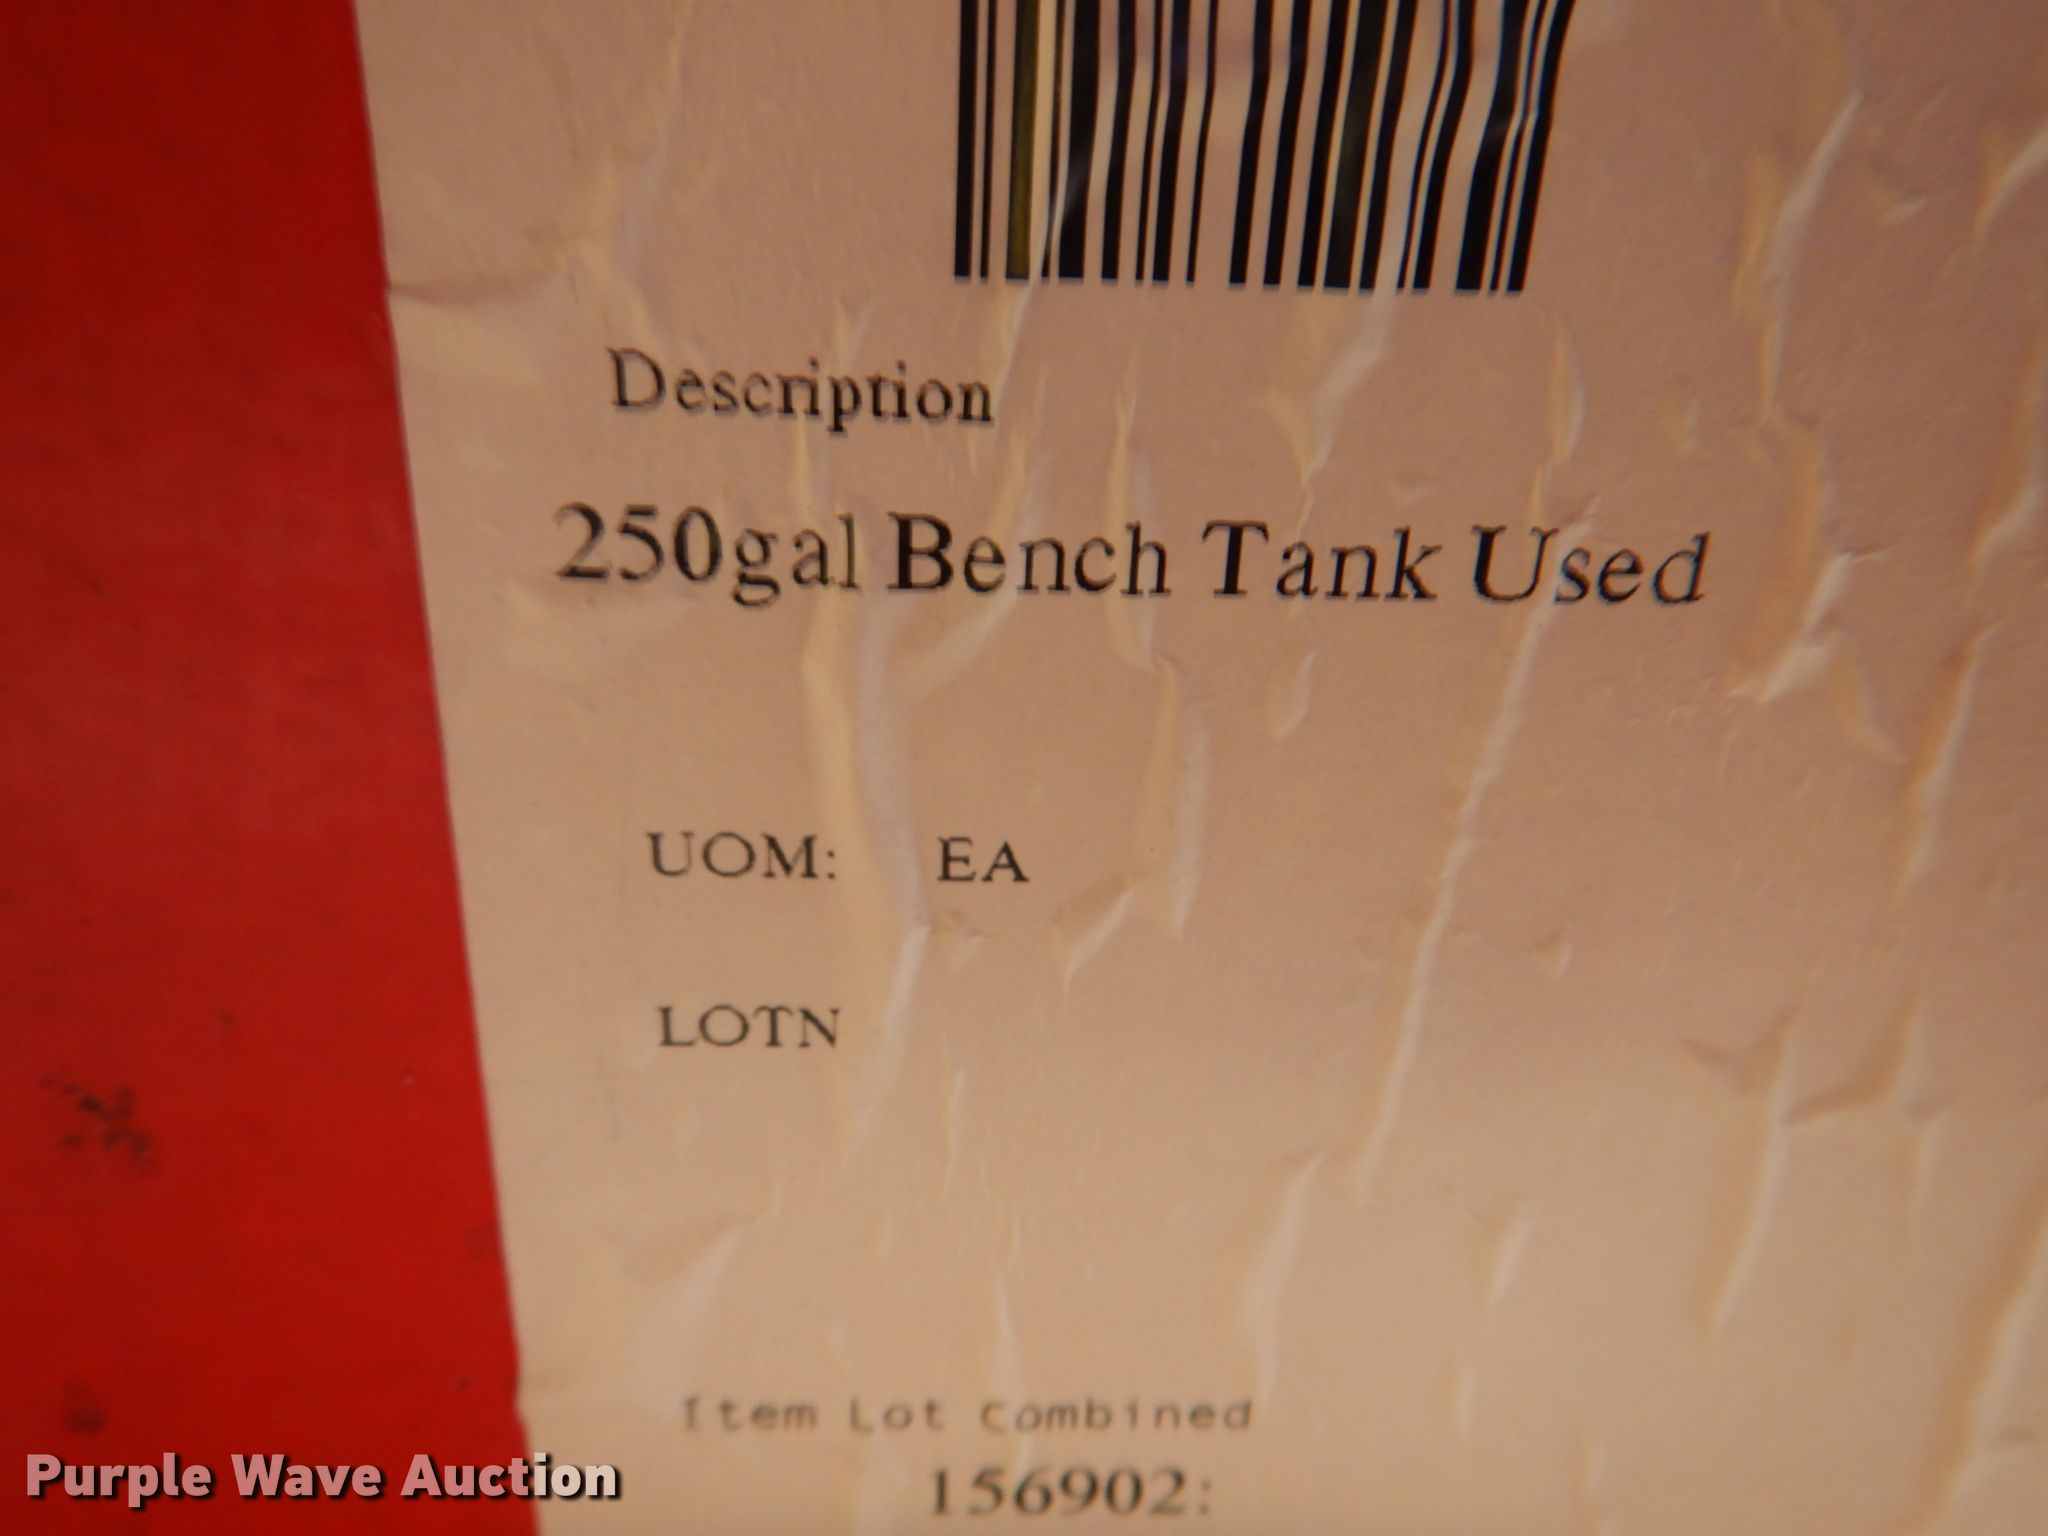 Description
250gal Bench Tank Used
UOM: EA
LOTN
Item Lot Combined
156902:
Purple Wave Auction